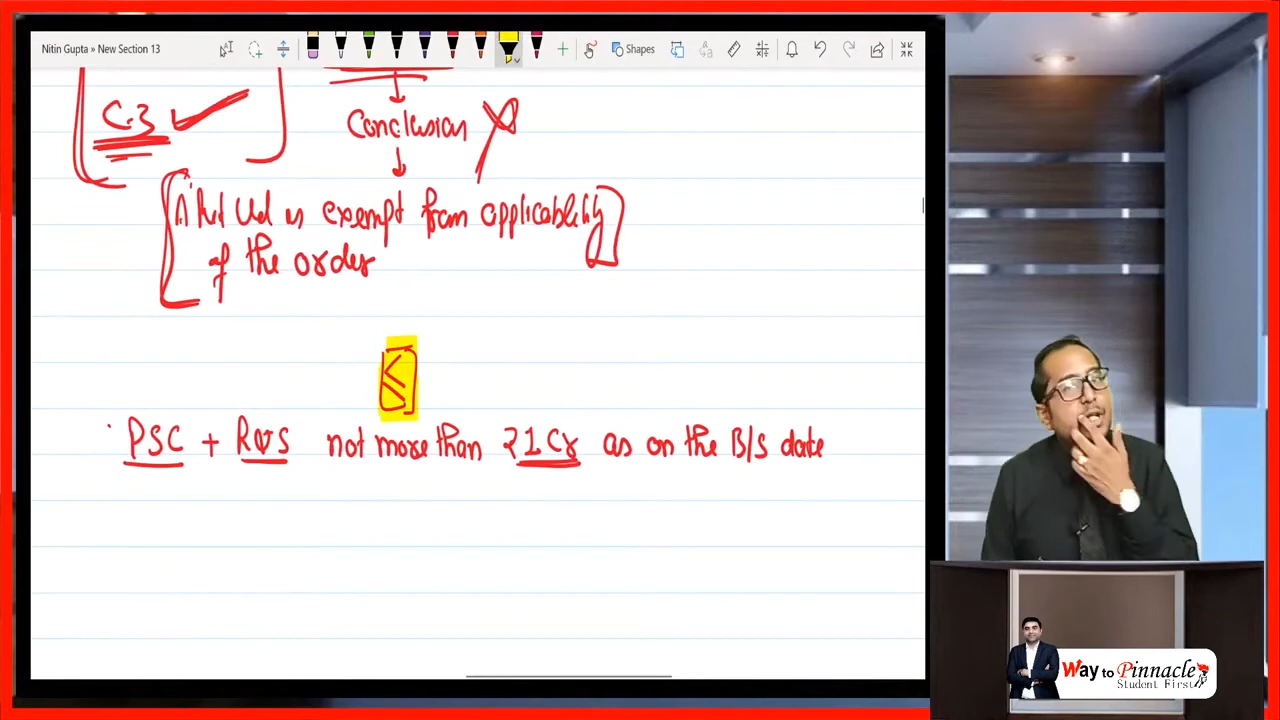 Nitin Gupta » New Section 13
Shapes
C-3
Conclusion
A Pvt Ltd is exempt from applicability
of the order
≤
PSC + R&S not more than ₹1 Cr as on the B/S date
Way to Pinnacle
Student First